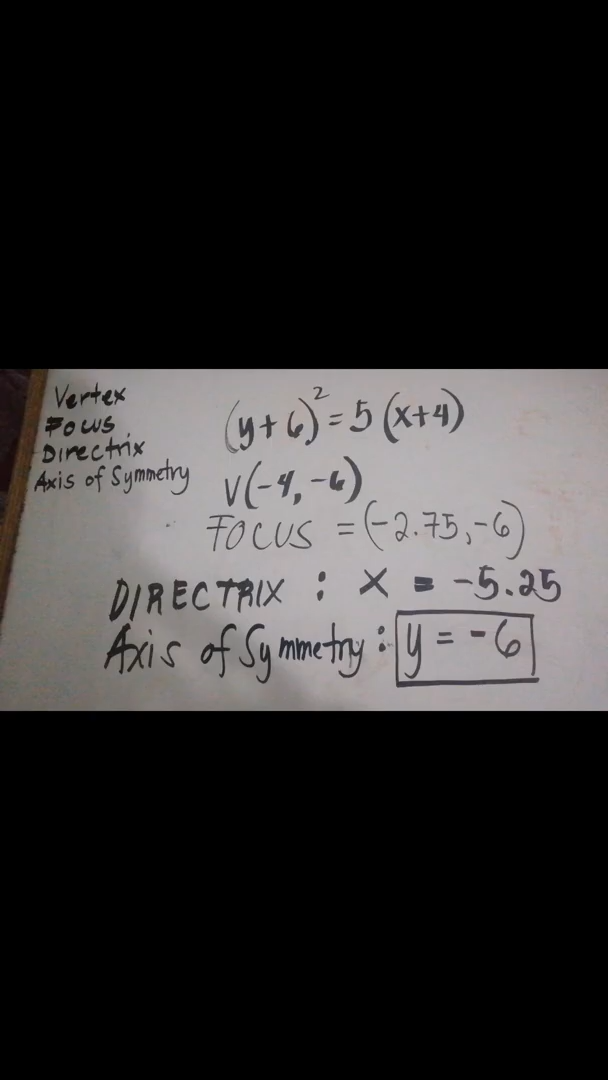 Vertex
Focus
Directrix
Axis of Symmetry
(y+6)² = 5(x+4)
V(-4,-6)
FOCUS = (-2.75,-6)
DIRECTRIX : X = -5.25
Axis of Symmetry: y = -6